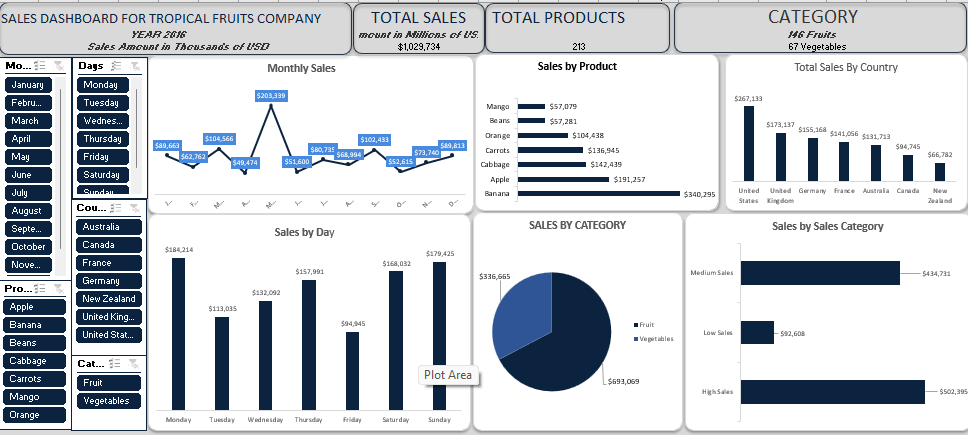 SALES DASHBOARD FOR TROPICAL FRUITS COMPANY
YEAR 2016
Sales Amount in Thousands of USD
TOTAL SALES
mount in Millions of US
$1,029,734
TOTAL PRODUCTS
213
CATEGORY
146 Fruits
67 Vegetables
Mo...
January
Febru...
March
April
May
June
July
August
Septe...
October
Nove...
Days
Monday
Tuesday
Wednes...
Thursday
Friday
Saturday
Sunday
Cou...
Australia
Canada
France
Germany
New Zealand
United King...
United Stat...
Pro...
Apple
Banana
Beans
Cabbage
Carrots
Mango
Orange
Cat...
Fruit
Vegetables
Monthly Sales
$89,663
$62,762
$104,566
$49,474
$203,339
$51,600
$80,735
$68,994
$102,433
$52,615
$73,740
$89,813
J...
F...
M...
A...
M...
J...
J...
A...
S...
O...
N...
D...
Sales by Product
Mango $57,079
Beans $57,281
Orange $104,438
Carrots $136,945
Cabbage $142,439
Apple $191,257
Banana $340,295
Total Sales By Country
$267,133
$173,137
$155,168
$141,056
$131,713
$94,745
$66,782
United States
United Kingdom
Germany
France
Australia
Canada
New Zealand
Sales by Day
$184,214
$113,035
$132,092
$157,991
$94,945
$168,032
$179,425
Monday Tuesday Wednesday Thursday Friday Saturday Sunday
Plot Area
SALES BY CATEGORY
$336,665
$693,069
Fruit
Vegetables
Sales by Sales Category
Medium Sales $434,731
Low Sales $92,608
High Sales $502,395